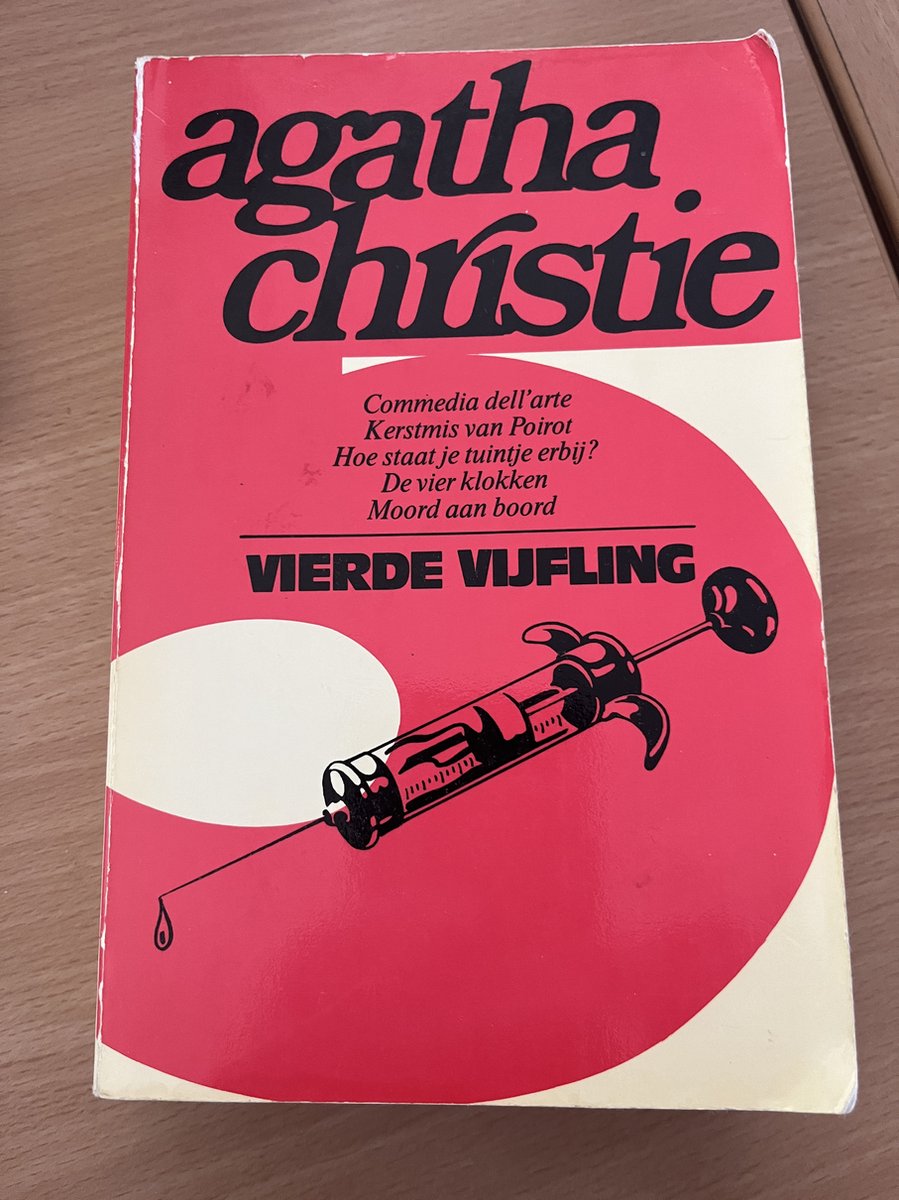 agatha
christie
Commedia dell'arte
Kerstmis van Poirot
Hoe staat je tuintje erbij?
De vier klokken
Moord aan boord
VIERDE VIJFLING